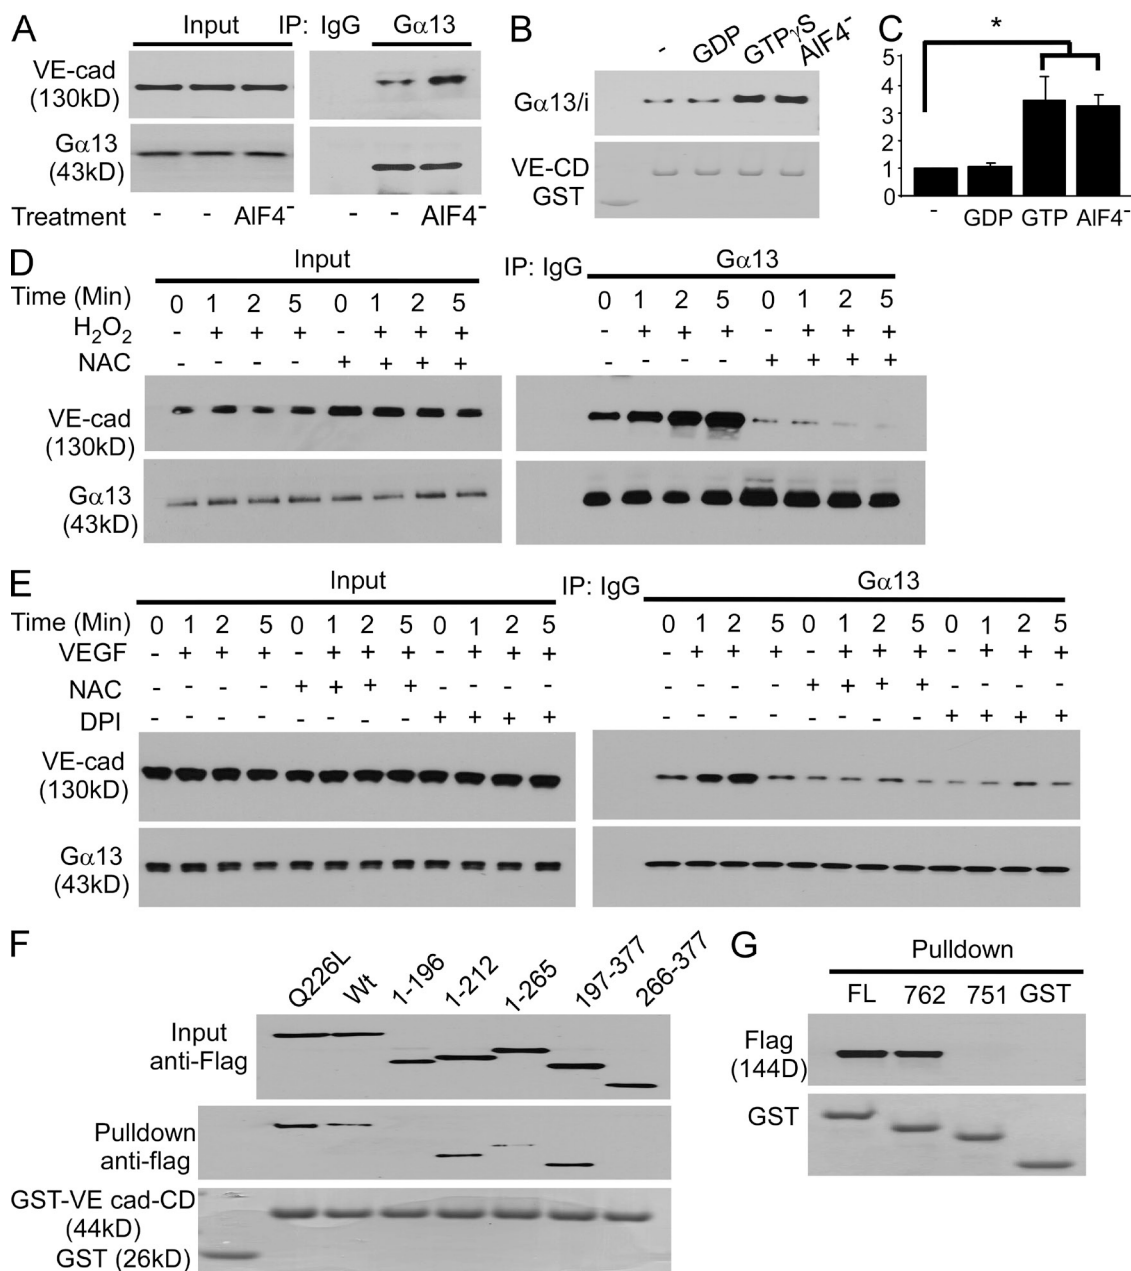 A
Input IP: IgG Gα13
VE-cad
(130kD)
Gα13
(43kD)
Treatment - - AlF4⁻ - - AlF4⁻
B
- GDP GTPγS AlF4⁻
Gα13/i
VE-CD
GST
C
*
5
4
3
2
1
0
- GDP GTP AlF4⁻
D
Input IP: IgG Gα13
Time (Min) 0 1 2 5 0 1 2 5 0 1 2 5 0 1 2 5
H₂O₂ - + + + - + + + - + + + - + + +
NAC - - - - + + + + - - - - + + + +
VE-cad
(130kD)
Gα13
(43kD)
E
Input IP: IgG Gα13
Time (Min) 0 1 2 5 0 1 2 5 0 1 2 5 0 1 2 5 0 1 2 5 0 1 2 5
VEGF - + + + - + + + - + + + - + + + - + + + - + + +
NAC - - - - + + + + - - - - - - - - + + + + - - - -
DPI - - - - - - - - + + + + - - - - - - - - + + + +
VE-cad
(130kD)
Gα13
(43kD)
F
Q226L Wt 1-196 1-212 1-265 197-377 266-377
Input
anti-Flag
Pulldown
anti-flag
GST-VE cad-CD
(44kD)
GST (26kD)
G
Pulldown
FL 762 751 GST
Flag
(144D)
GST